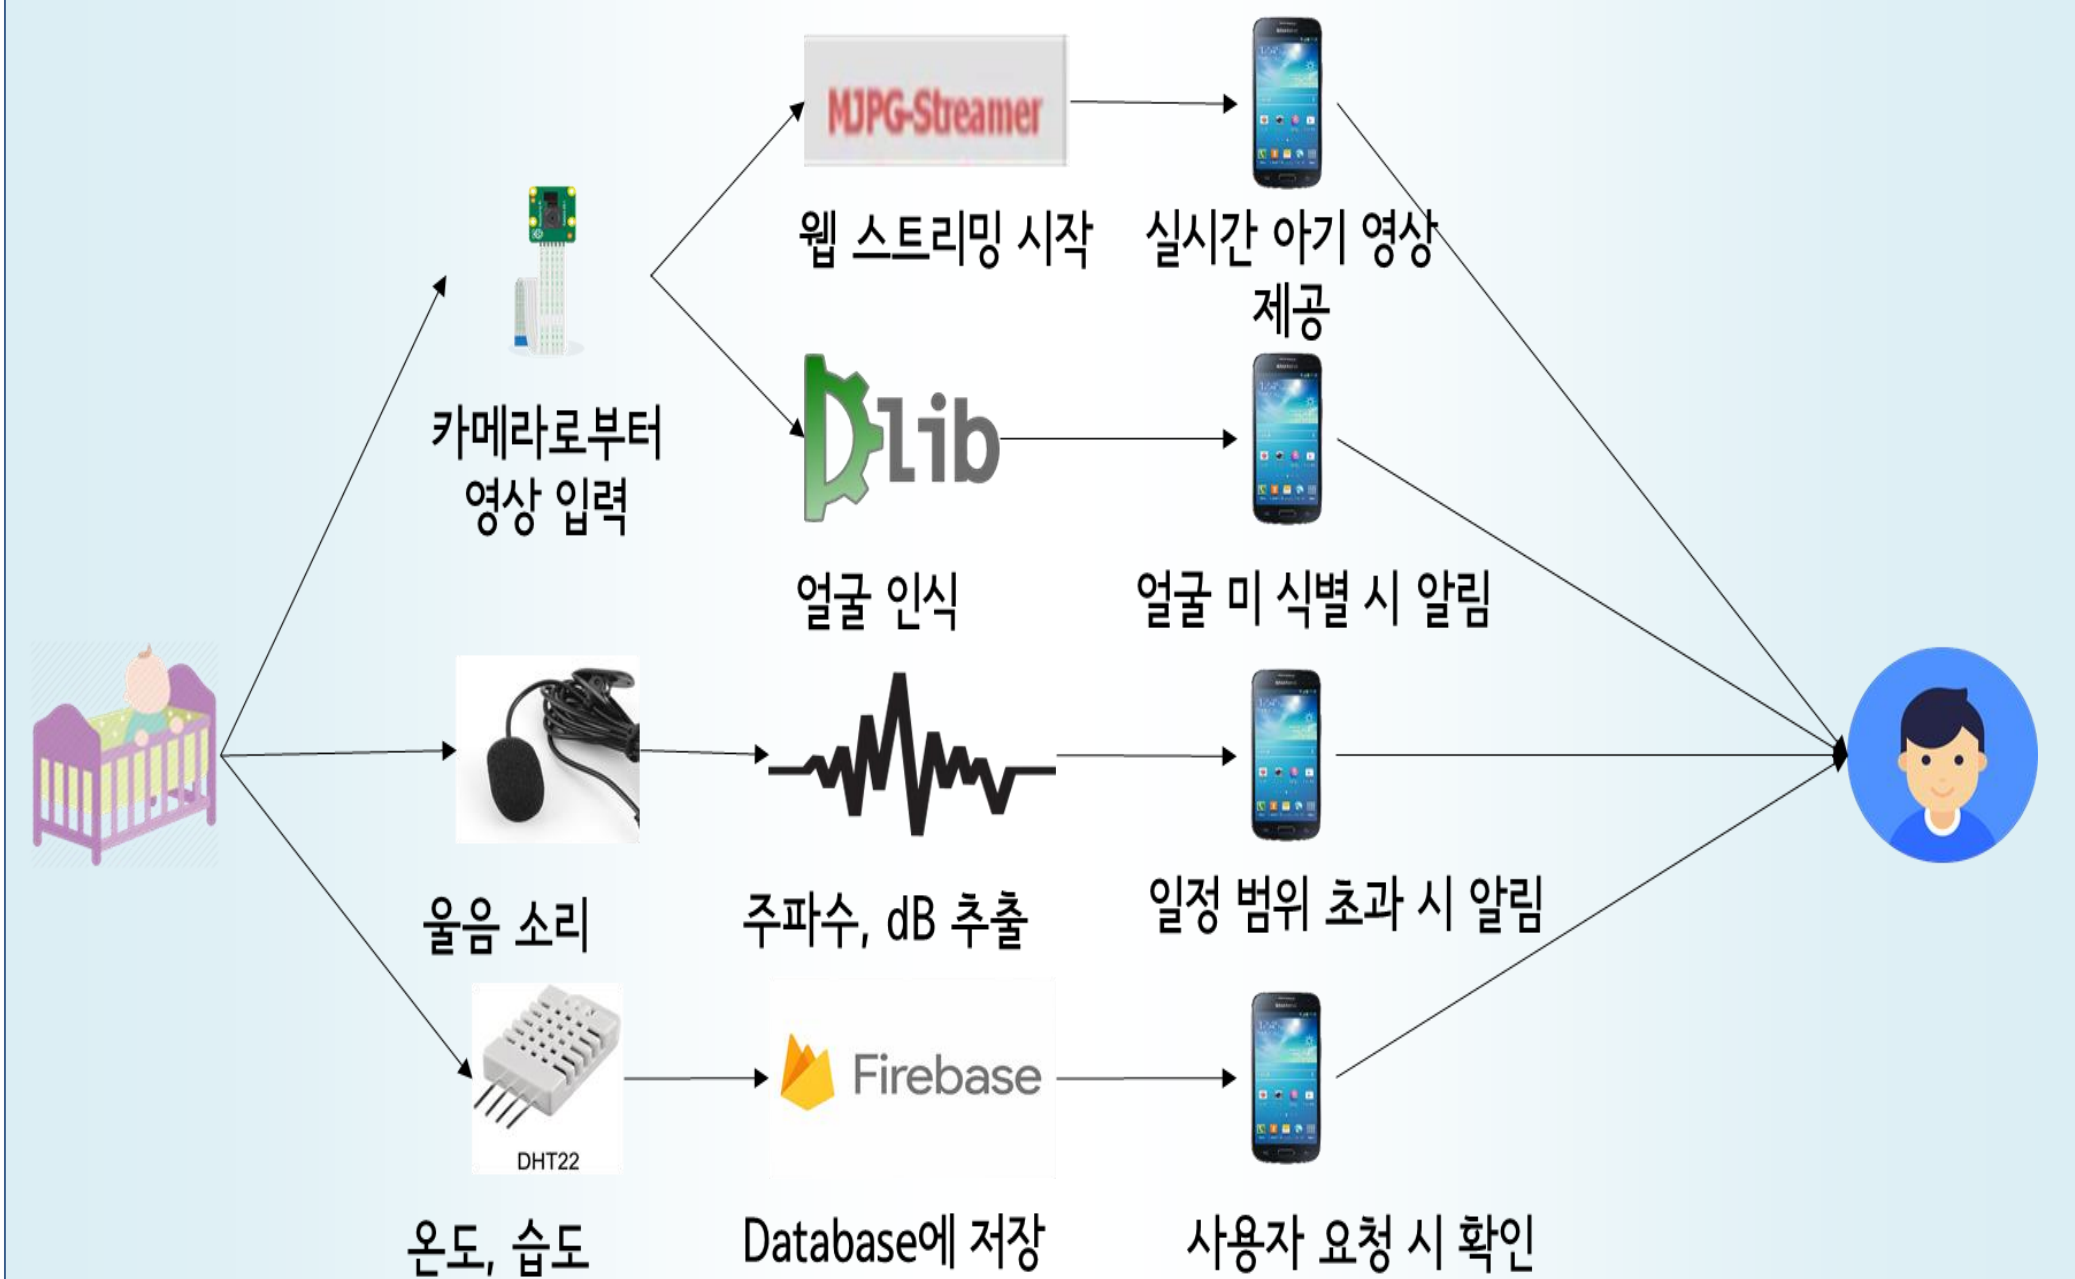 MJPG-Streamer
웹 스트리밍 시작
실시간 아기 영상
제공
카메라로부터
영상 입력
Dlib
얼굴 인식
얼굴 미 식별 시 알림
울음 소리
주파수, dB 추출
일정 범위 초과 시 알림
DHT22
Firebase
온도, 습도
Database에 저장
사용자 요청 시 확인